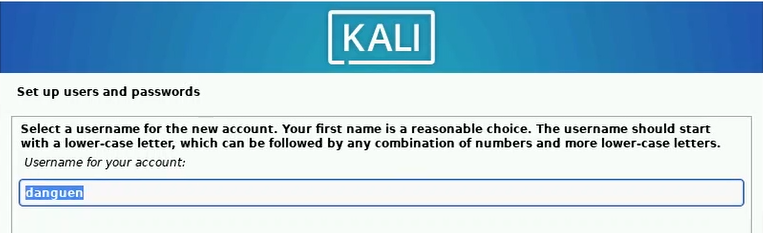 KALI
Set up users and passwords
Select a username for the new account. Your first name is a reasonable choice. The username should start
with a lower-case letter, which can be followed by any combination of numbers and more lower-case letters.
Username for your account:
danguen